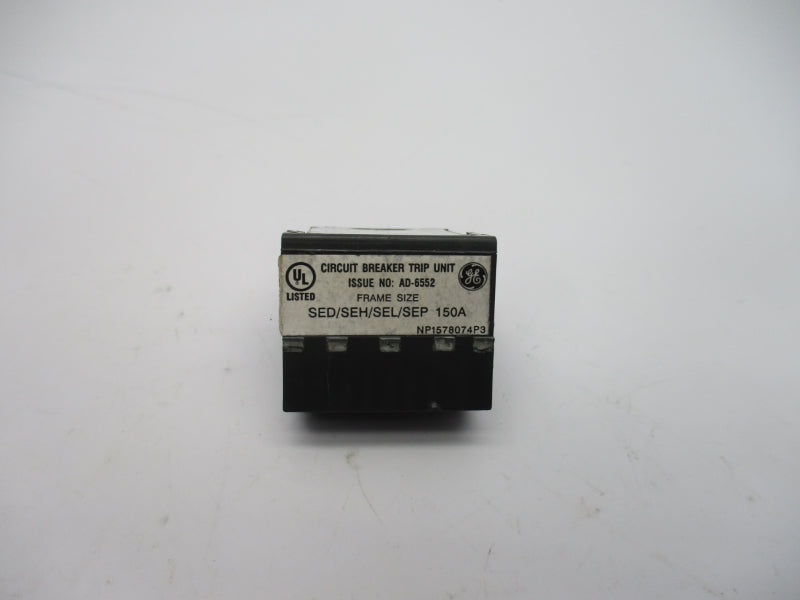 CIRCUIT BREAKER TRIP UNIT
UL
LISTED
ISSUE NO: AD-6552
FRAME SIZE
SED/SEH/SEL/SEP 150A
NP1578074P3
GE